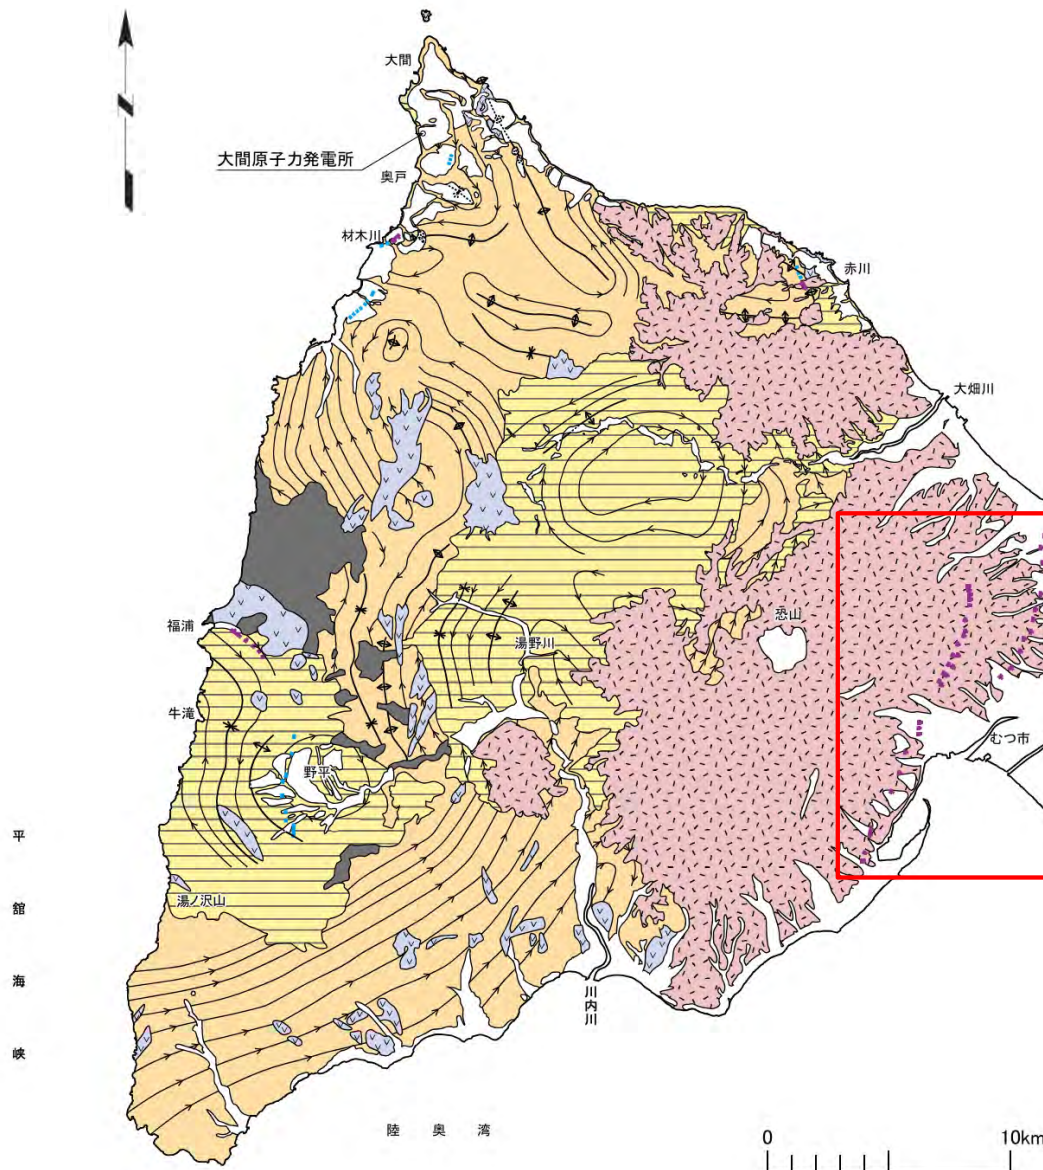 大間
大間原子力発電所
奥戸
材木川
赤川
大畑川
福浦
恐山
湯野川
牛滝
むつ市
野平
湯ノ沢山
平舘海峡
川内川
陸奥湾
0 10km